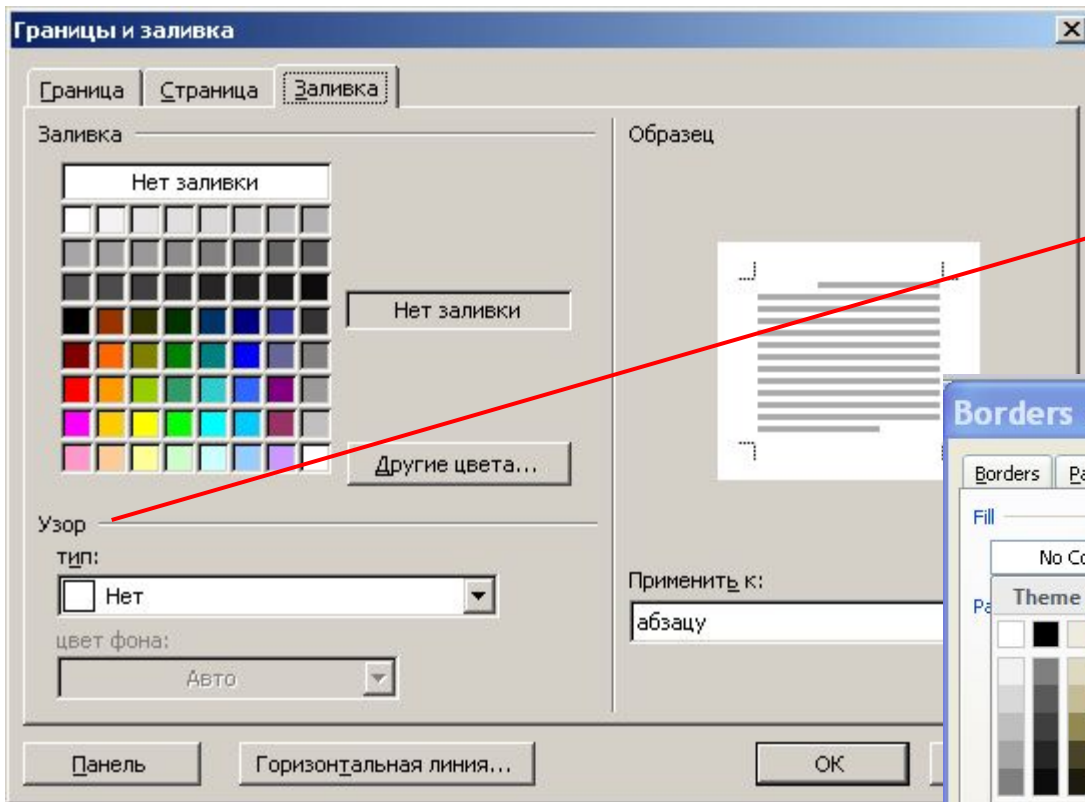 Границы и заливка
Граница
Страница
Заливка
Заливка
Нет заливки
Нет заливки
Другие цвета...
Узор
тип:
Нет
цвет фона:
Авто
Образец
Применить к:
абзацу
Панель
Горизонтальная линия...
ОК
Borders
Borders
Fill
Theme